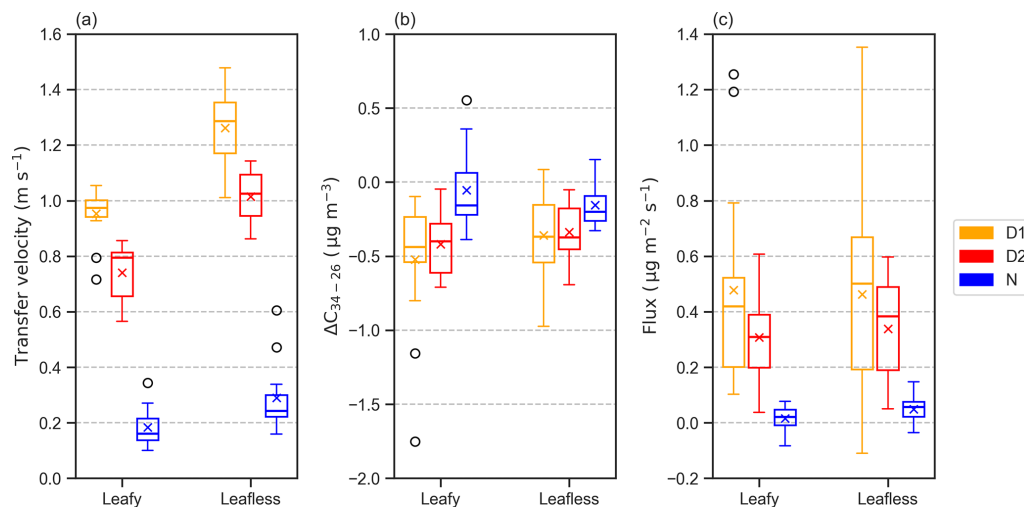 (a)
Transfer velocity (m s⁻¹)
1.6
1.4
1.2
1.0
0.8
0.6
0.4
0.2
0.0
Leafy Leafless
(b)
ΔC₃₄₋₂₆ (μg m⁻³)
1.0
0.5
0.0
−0.5
−1.0
−1.5
−2.0
Leafy Leafless
(c)
Flux ( μg m⁻² s⁻¹)
1.4
1.2
1.0
0.8
0.6
0.4
0.2
0.0
−0.2
Leafy Leafless
D1
D2
N